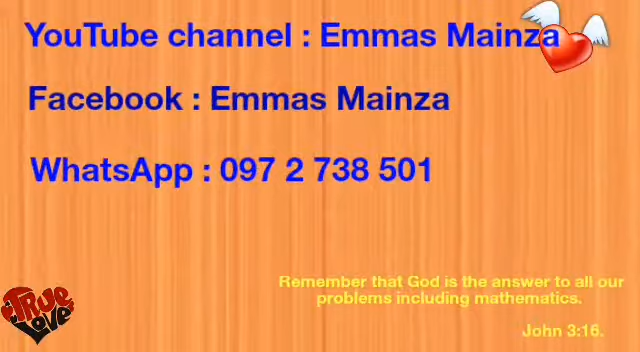 YouTube channel : Emmas Mainza
Facebook : Emmas Mainza
WhatsApp : 097 2 738 501
Remember that God is the answer to all our
problems including mathematics.
John 3:16.
TRUE
LOVE